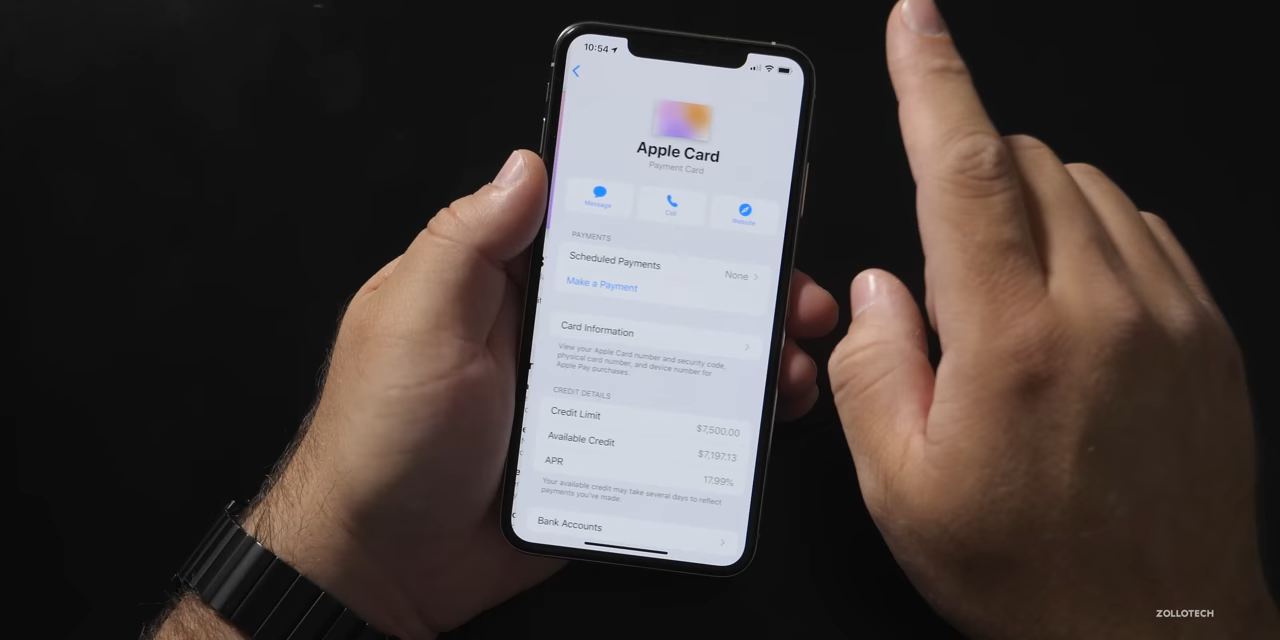 10:54
Apple Card
Payment Card
Message
Call
Website
PAYMENTS
Scheduled Payments
None
Make a Payment
Card Information
View your Apple Card number and security code,
physical card number, and device number for
Apple Pay purchases.
CREDIT DETAILS
Credit Limit
$7,500.00
Available Credit
$7,197.13
APR
17.99%
Your available credit may take several days to reflect
payments you've made.
Bank Accounts
ZOLLOTECH